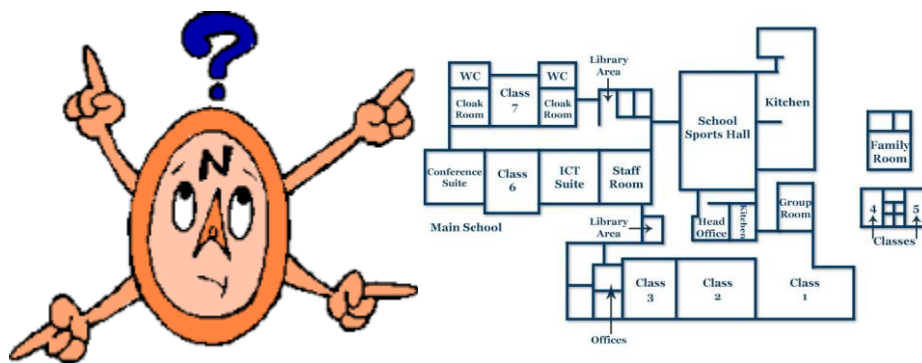 ?
N
WC
Class
7
WC
Cloak
Room
Cloak
Room
Library
Area
School
Sports Hall
Kitchen
Family
Room
Conference
Suite
Class
6
ICT
Suite
Staff
Room
Main School
Library
Area
Head
Office
Kitchen
Group
Room
4
5
Classes
Class
3
Class
2
Class
1
Offices